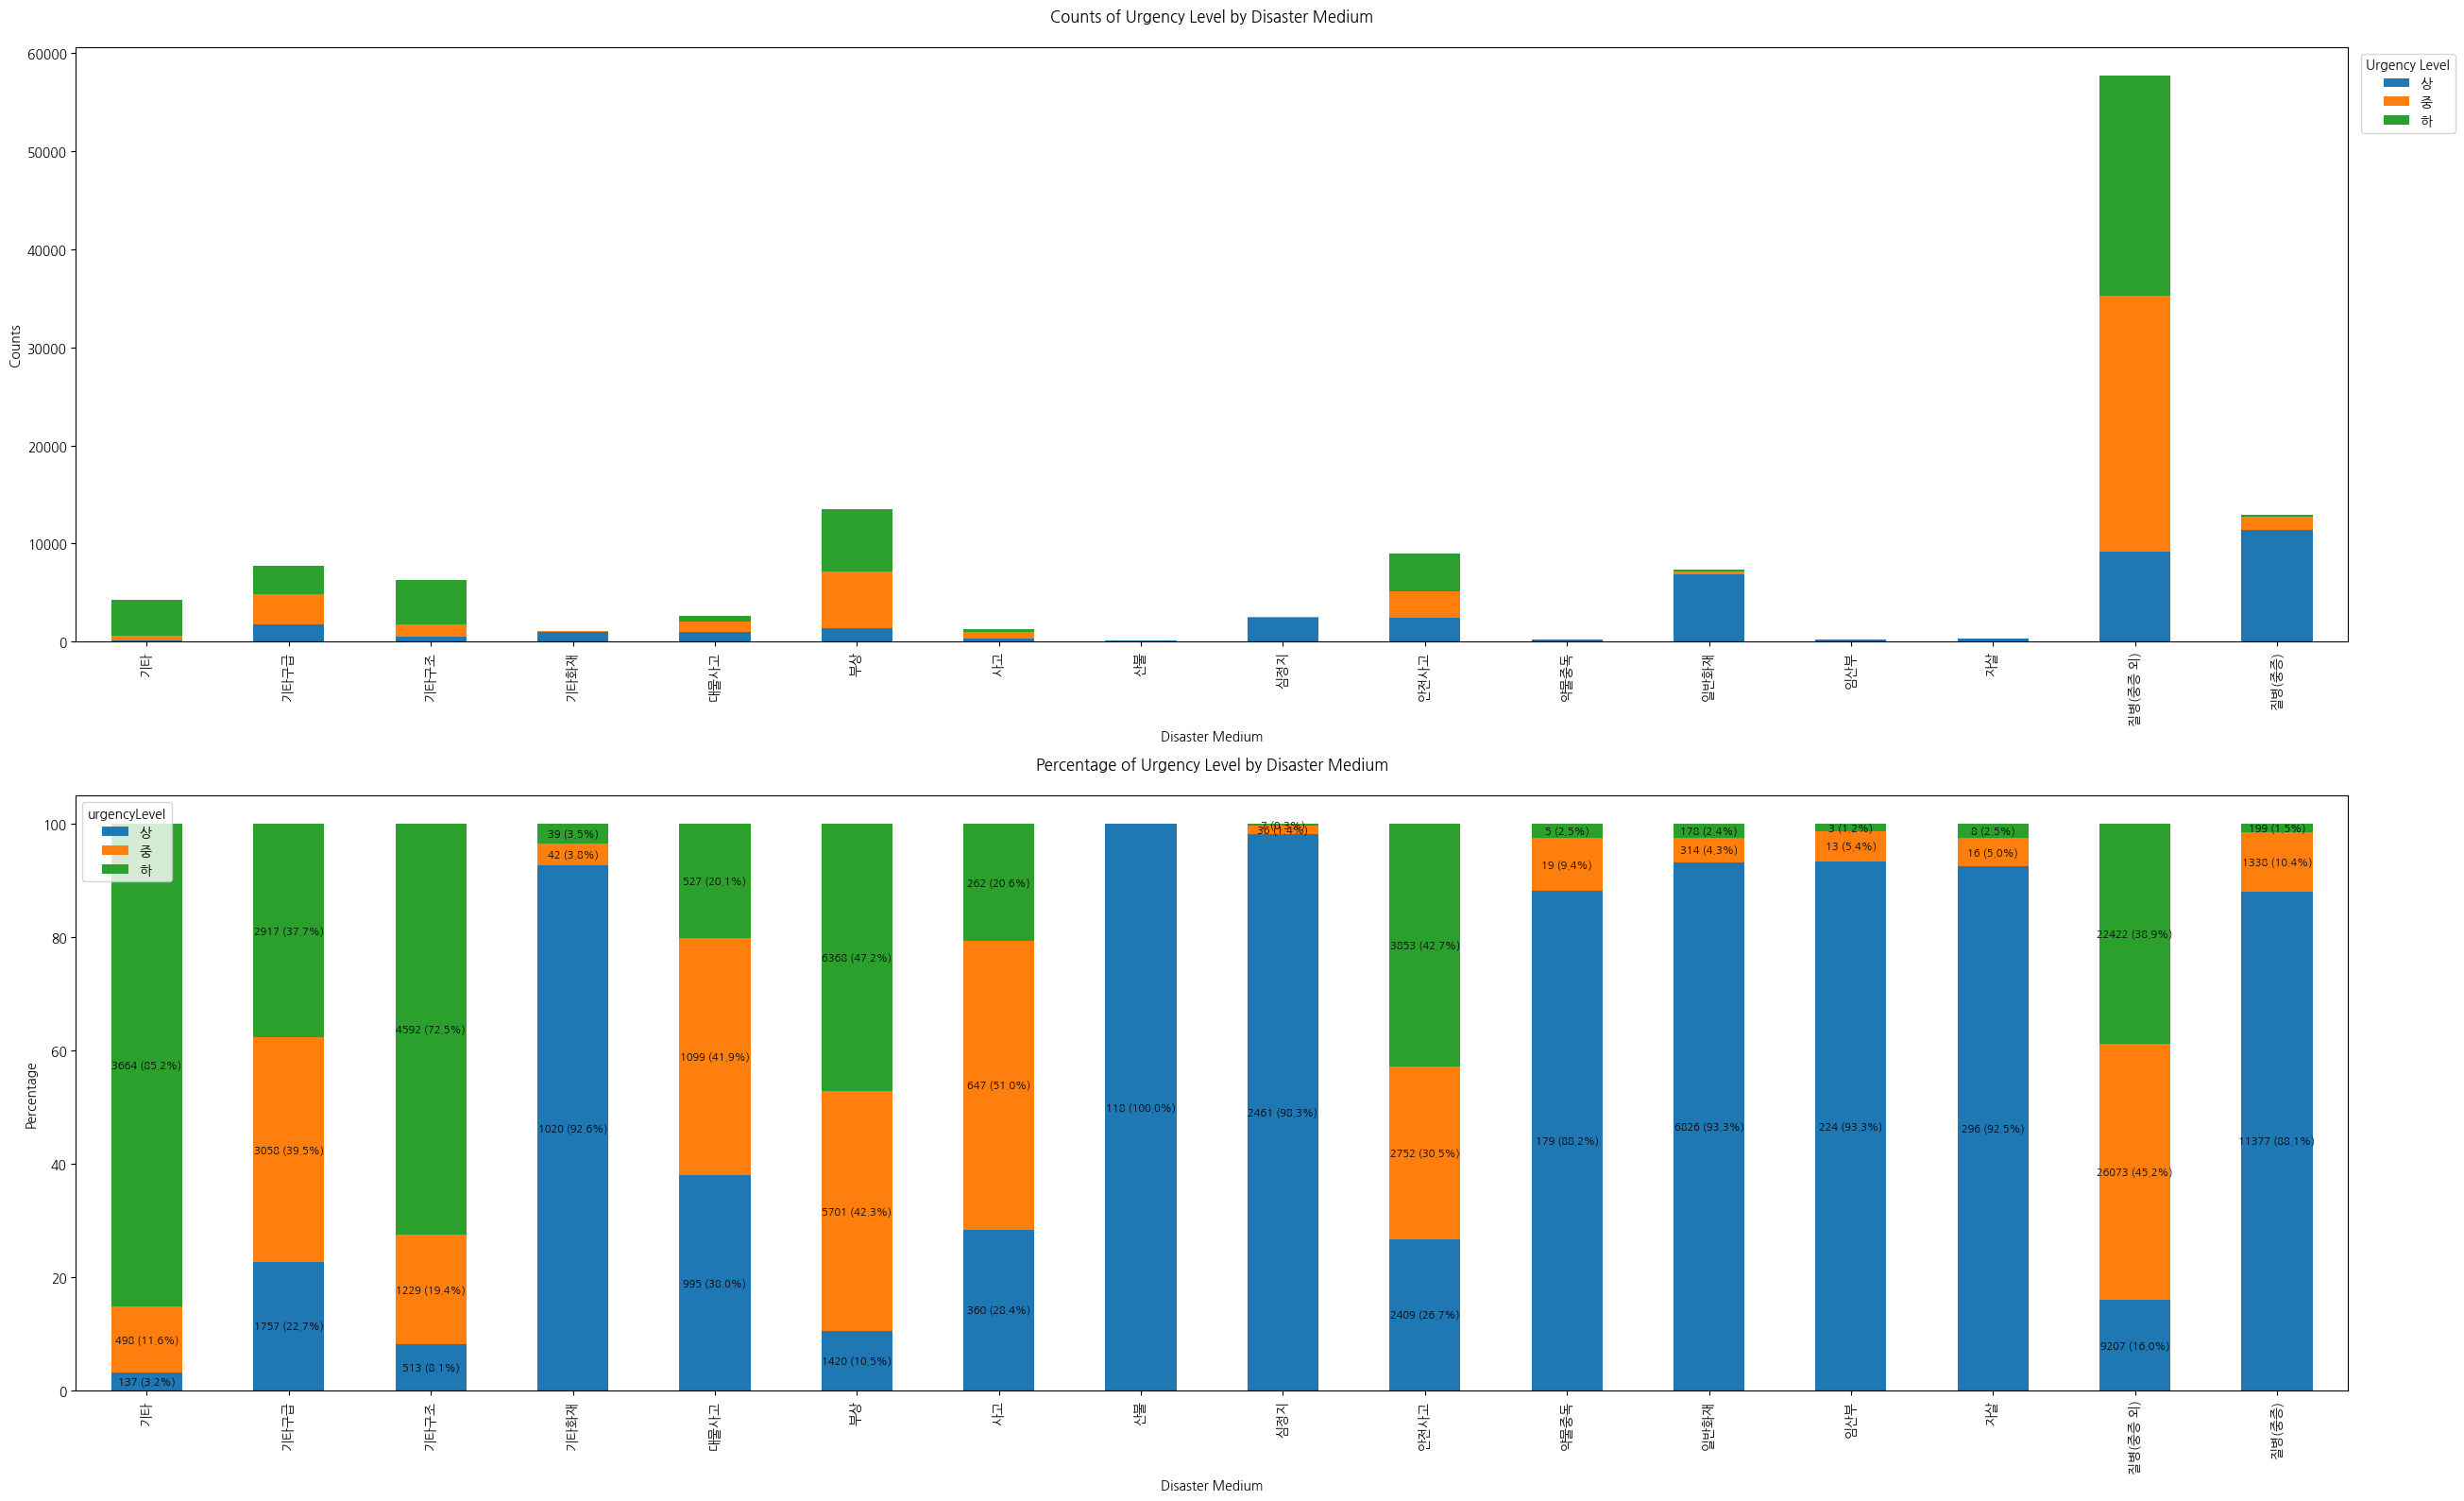 Counts of Urgency Level by Disaster Medium
60000
50000
40000
30000
20000
10000
0
Counts
Urgency Level
상
중
하
기타
기타구급
기타구조
기타화재
대물사고
부상
사고
산불
심정지
안전사고
약물중독
일반화재
임산부
자살
질병(중증 외)
질병(중증)
Disaster Medium
Percentage of Urgency Level by Disaster Medium
100
80
60
40
20
0
Percentage
urgencyLevel
상
중
하
3664 (85.2%)
498 (11.6%)
137 (3.2%)
2917 (37.7%)
3058 (39.5%)
1757 (22.7%)
4592 (72.5%)
1229 (19.4%)
513 (8.1%)
39 (3.5%)
42 (3.8%)
1020 (92.6%)
527 (20.1%)
1099 (41.9%)
995 (38.0%)
6368 (47.2%)
5701 (42.3%)
1420 (10.5%)
262 (20.6%)
647 (51.0%)
360 (28.4%)
118 (100.0%)
7 (0.3%)
36 (1.4%)
2461 (98.3%)
3853 (42.7%)
2752 (30.5%)
2409 (26.7%)
5 (2.5%)
19 (9.4%)
179 (88.2%)
178 (2.4%)
314 (4.3%)
6826 (93.3%)
3 (1.2%)
13 (5.4%)
224 (93.3%)
8 (2.5%)
16 (5.0%)
296 (92.5%)
22422 (38.9%)
26073 (45.2%)
9207 (16.0%)
199 (1.5%)
1338 (10.4%)
11377 (88.1%)
기타
기타구급
기타구조
기타화재
대물사고
부상
사고
산불
심정지
안전사고
약물중독
일반화재
임산부
자살
질병(중증 외)
질병(중증)
Disaster Medium